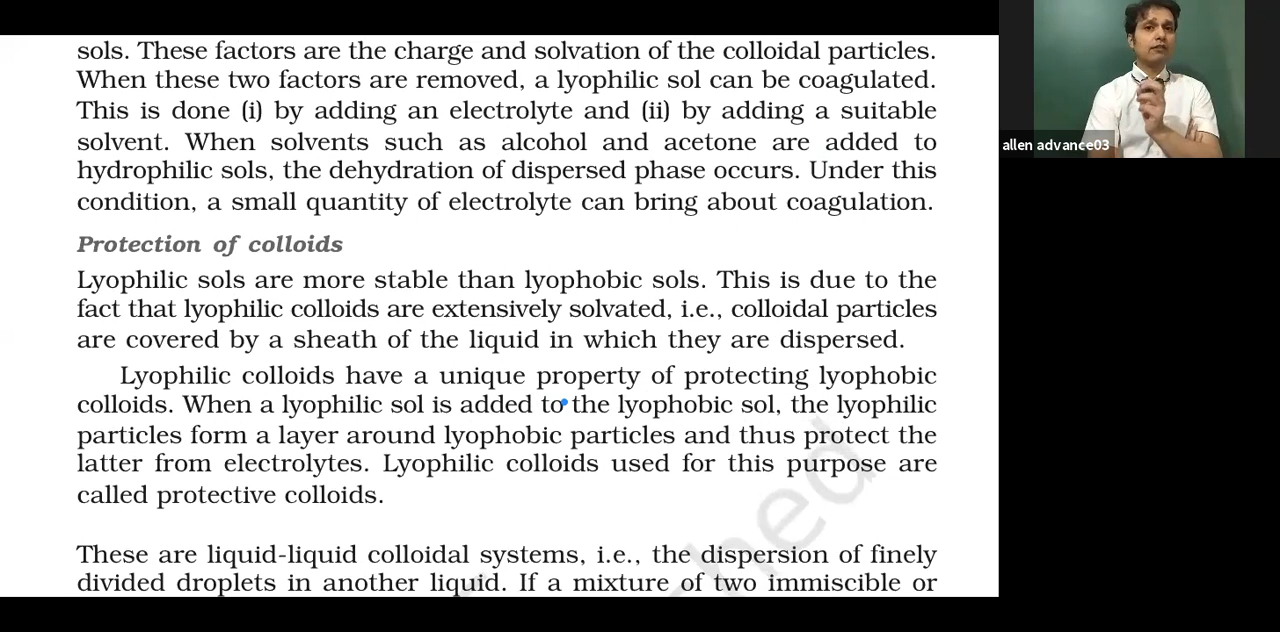 sols. These factors are the charge and solvation of the colloidal particles.
When these two factors are removed, a lyophilic sol can be coagulated.
This is done (i) by adding an electrolyte and (ii) by adding a suitable
solvent. When solvents such as alcohol and acetone are added to
hydrophilic sols, the dehydration of dispersed phase occurs. Under this
condition, a small quantity of electrolyte can bring about coagulation.
Protection of colloids
Lyophilic sols are more stable than lyophobic sols. This is due to the
fact that lyophilic colloids are extensively solvated, i.e., colloidal particles
are covered by a sheath of the liquid in which they are dispersed.
Lyophilic colloids have a unique property of protecting lyophobic
colloids. When a lyophilic sol is added to the lyophobic sol, the lyophilic
particles form a layer around lyophobic particles and thus protect the
latter from electrolytes. Lyophilic colloids used for this purpose are
called protective colloids.
These are liquid-liquid colloidal systems, i.e., the dispersion of finely
divided droplets in another liquid. If a mixture of two immiscible or
allen advance03